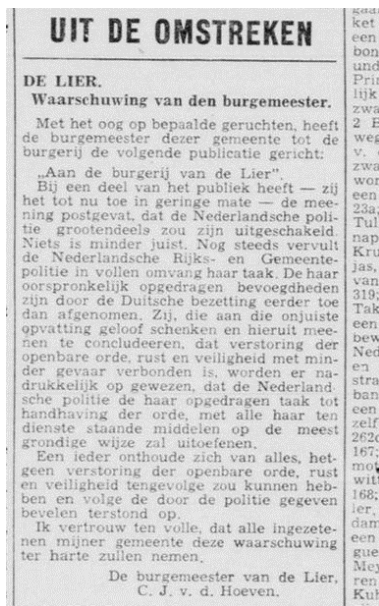 UIT DE OMSTREKEN
DE LIER.
Waarschuwing van den burgemeester.
Met het oog op bepaalde geruchten, heeft
de burgemeester dezer gemeente tot de
burgerij de volgende publicatie gericht:
„Aan de burgerij van de Lier".
Bij een deel van het publiek heeft — zij
het tot nu toe in geringe mate — de mee-
ning postgevat, dat de Nederlandsche poli-
tie grootendeels zou zijn uitgeschakeld.
Niets is minder juist. Nog steeds vervult
de Nederlandsche Rijks- en Gemeente-
politie in vollen omvang haar taak. De haar
oorspronkelijk opgedragen bevoegdheden
zijn door de Duitsche bezetting eerder toe
dan afgenomen. Zij, die aan die onjuiste
opvatting geloof schenken en hieruit mee-
nen te concludeeren, dat verstoring der
openbare orde, rust en veiligheid met min-
der gevaar verbonden is, worden er na-
drukkelijk op gewezen, dat de Nederland-
sche politie de haar opgedragen taak tot
handhaving der orde, met alle haar ten
dienste staande middelen op de meest
grondige wijze zal uitoefenen.
Een ieder onthoude zich van alles, het-
geen verstoring der openbare orde, rust
en veiligheid tengevolge zou kunnen heb-
ben en volge de door de politie gegeven
bevelen terstond op.
Ik vertrouw ten volle, dat alle ingezete-
nen mijner gemeente deze waarschuwing
ter harte zullen nemen.
De burgemeester van de Lier,
C. J. v. d. Hoeven.